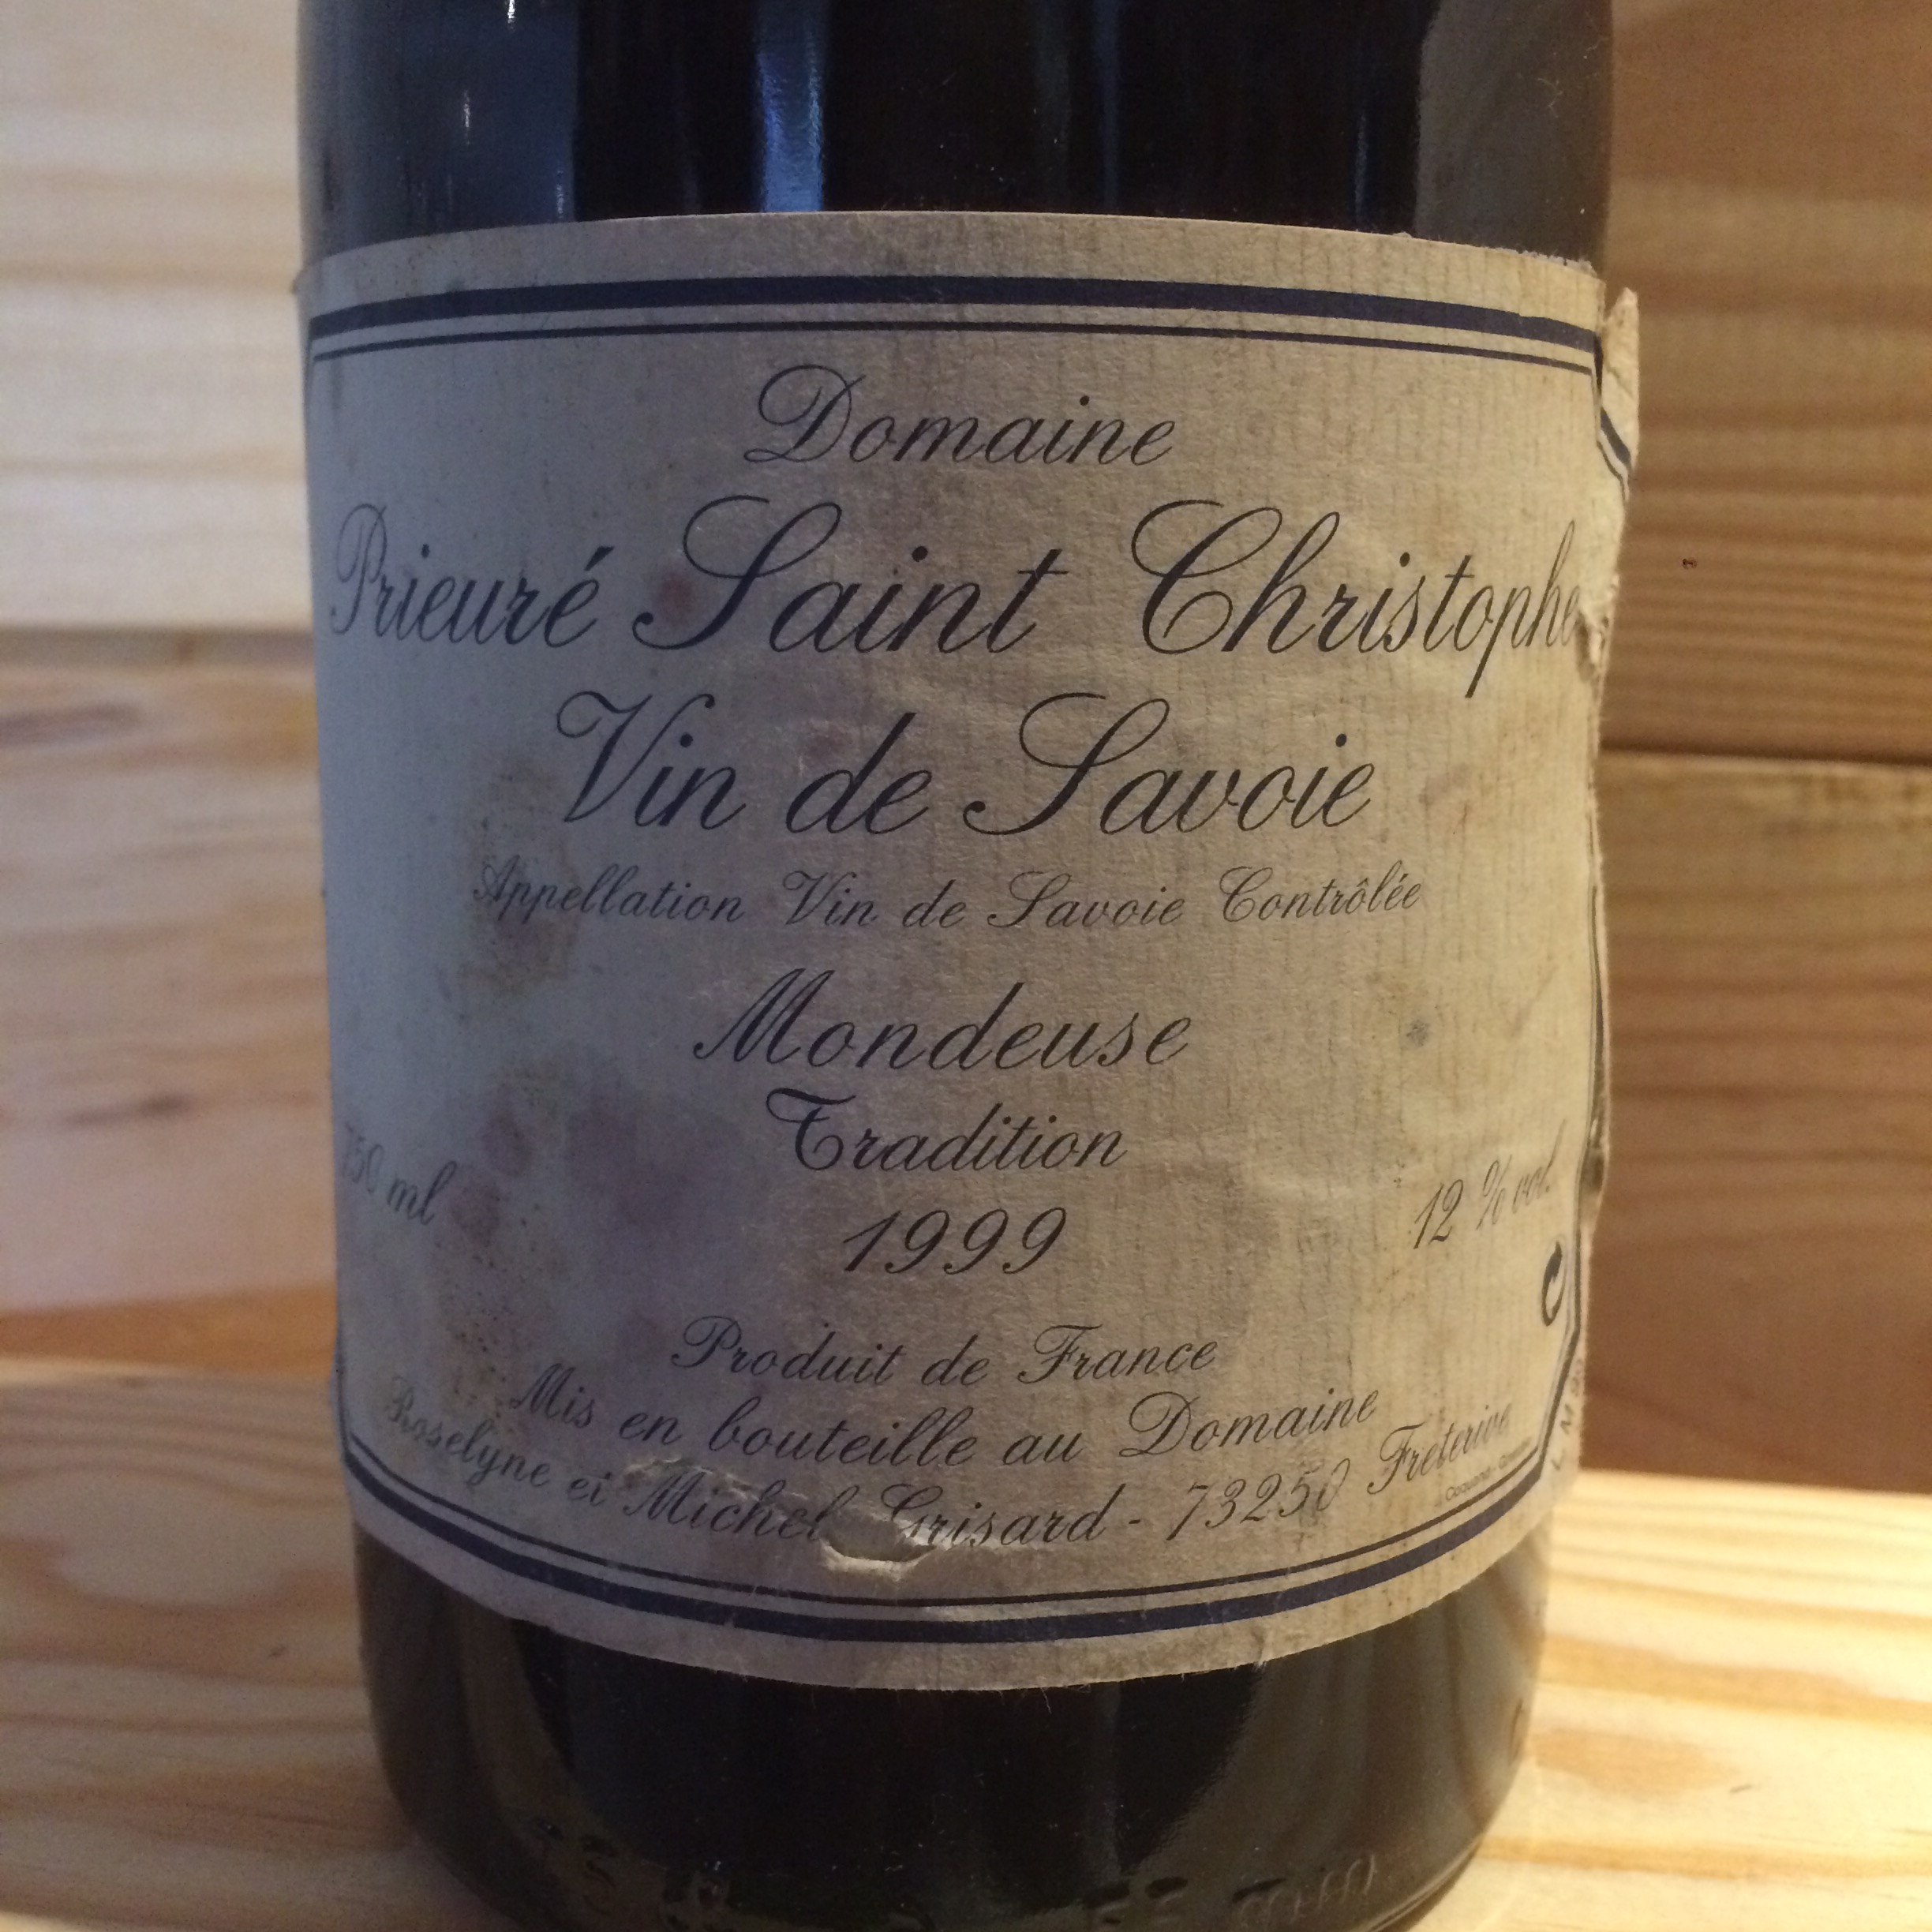 Domaine
Prieuré Saint Christophe
Vin de Savoie
Appellation Vin de Savoie Contrôlée
Mondeuse
Tradition
750 ml
12 % vol.
1999
Produit de France
Mis en bouteille au Domaine
Roselyne et Michel Grisard - 73250 Freterive